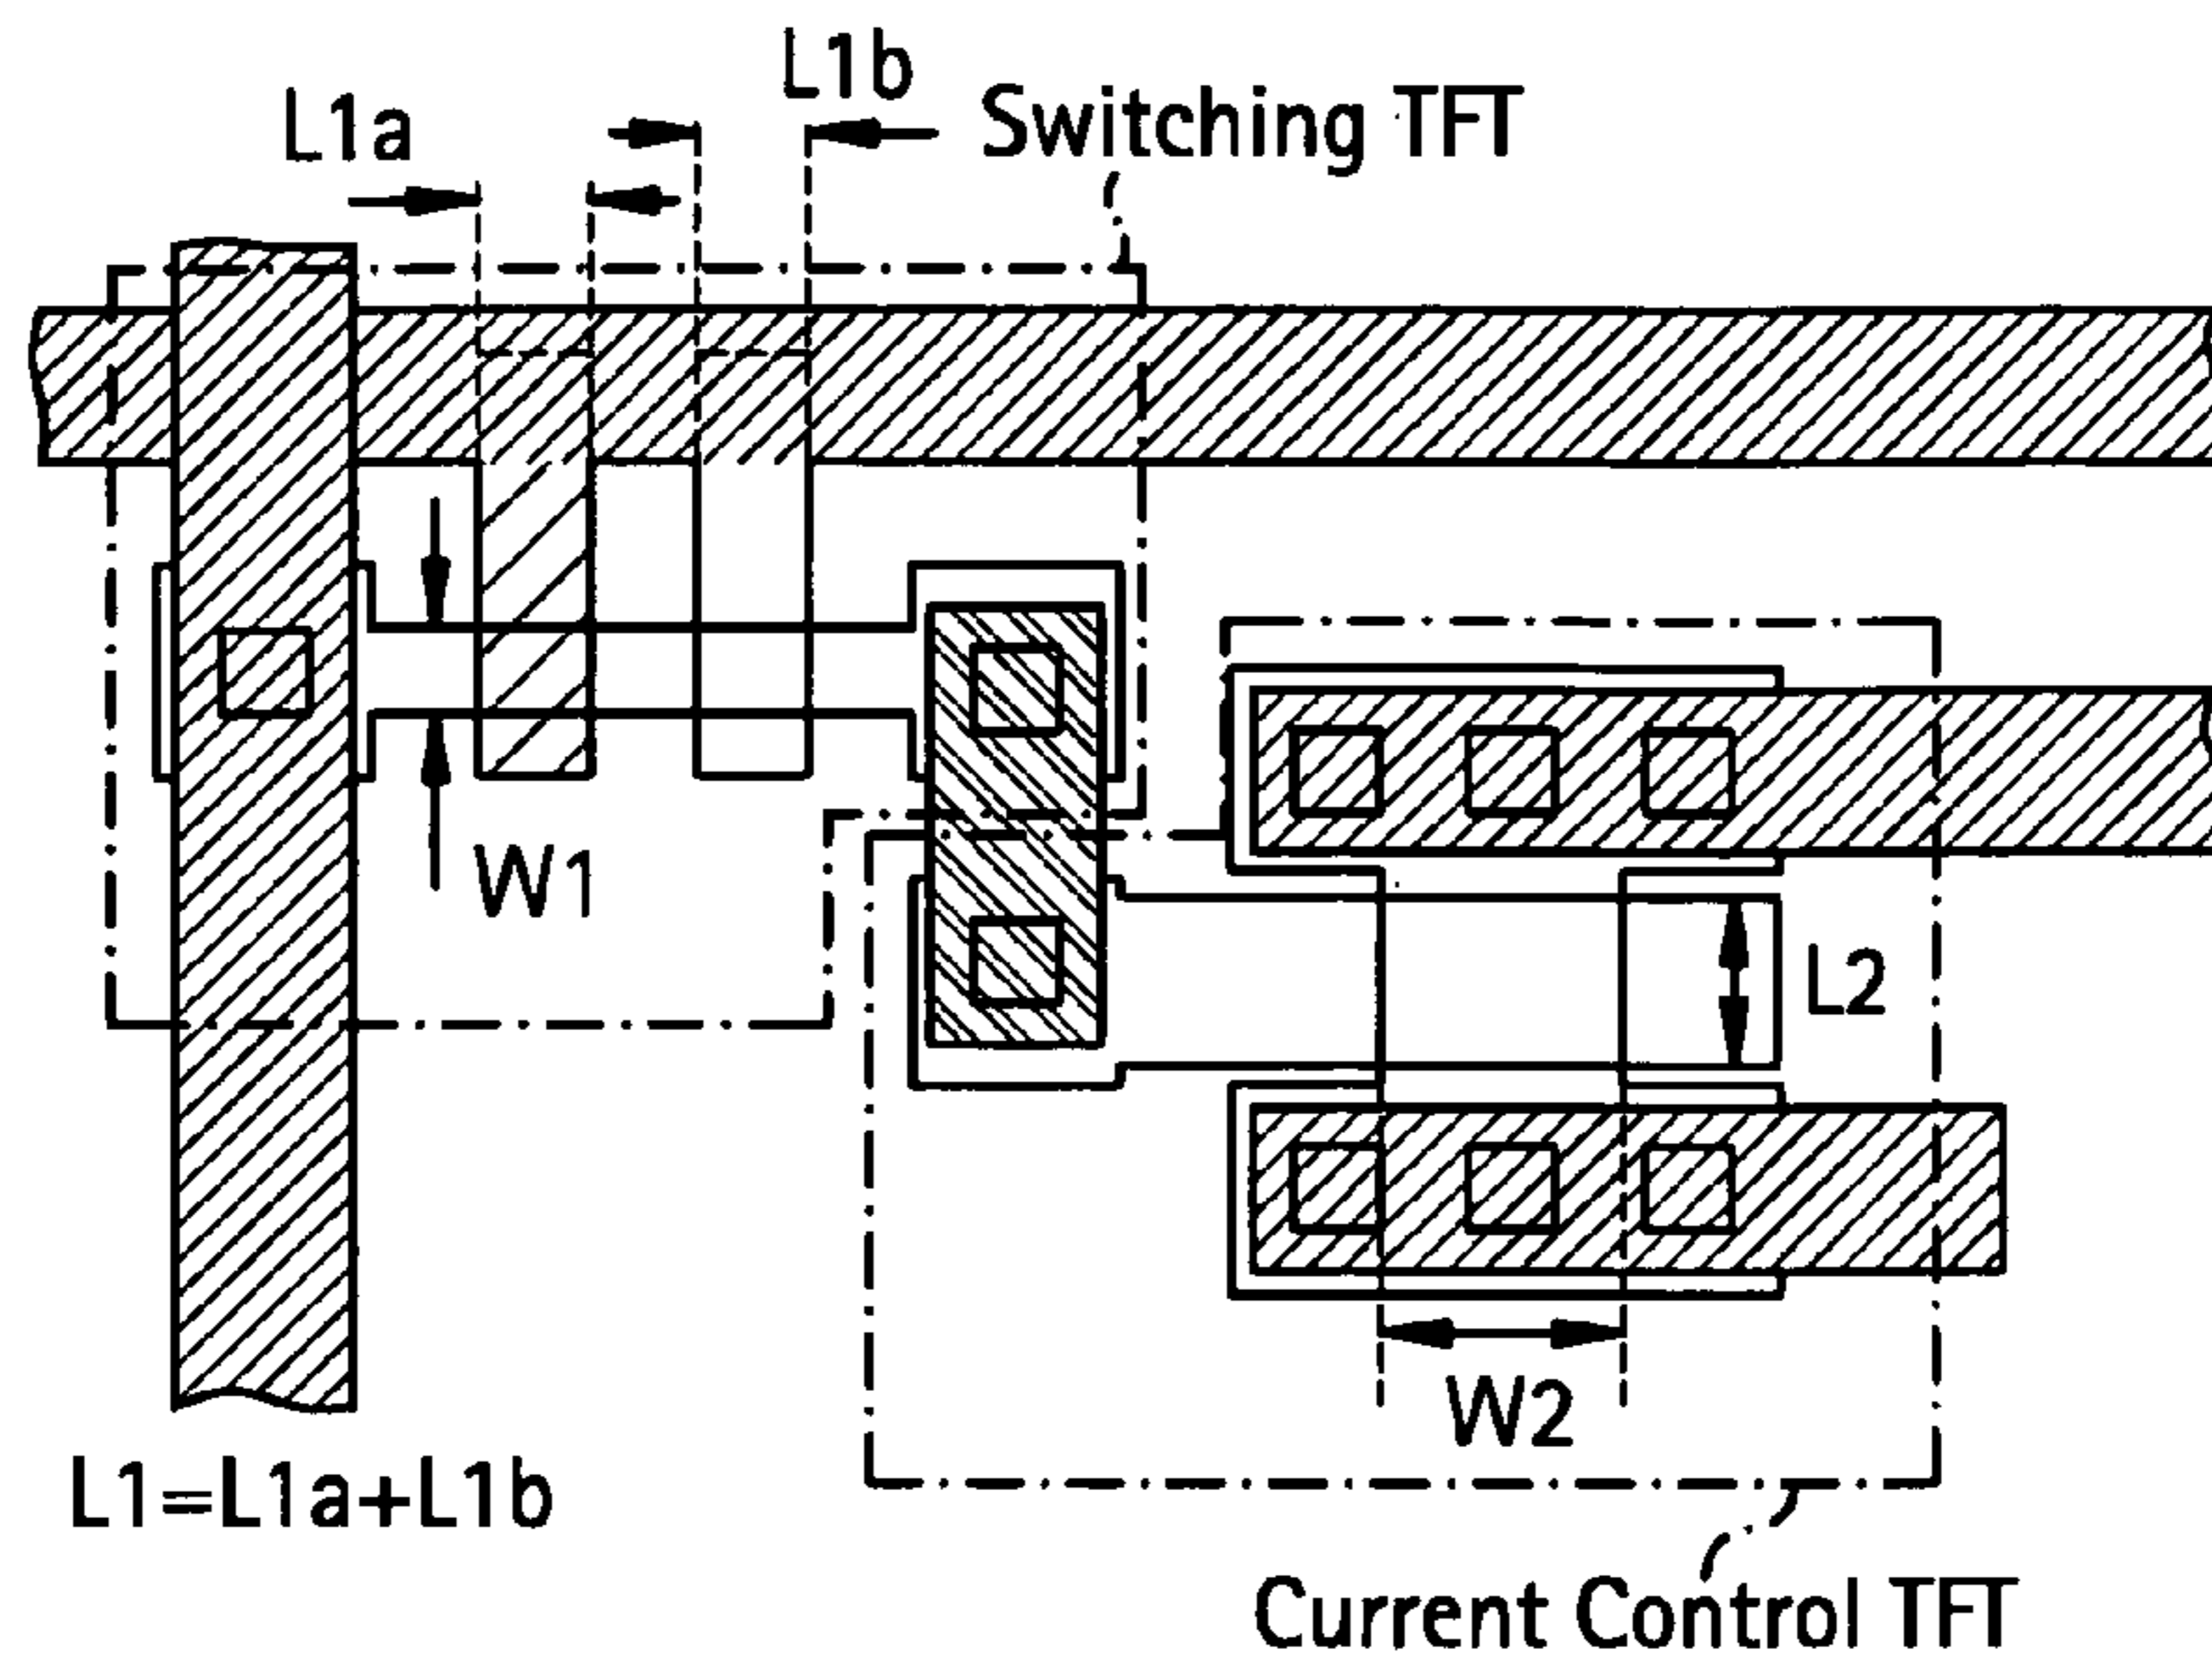 L1b
L1a
Switching TFT
W1
L2
W2
L1=L1a+L1b
Current Control TFT